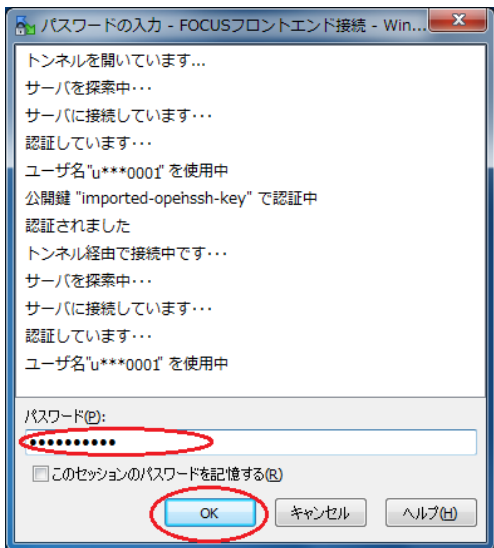 パスワードの入力 - FOCUSフロントエンド接続 - Win...
トンネルを開いています...
サーバを探索中･･･
サーバに接続しています･･･
認証しています･･･
ユーザ名"u***0001" を使用中
公開鍵 "imported-opehssh-key" で認証中
認証されました
トンネル経由で接続中です･･･
サーバを探索中･･･
サーバに接続しています･･･
認証しています･･･
ユーザ名"u***0001" を使用中
パスワード(P):
●●●●●●●●●●
このセッションのパスワードを記憶する(R)
OK キャンセル ヘルプ(H)